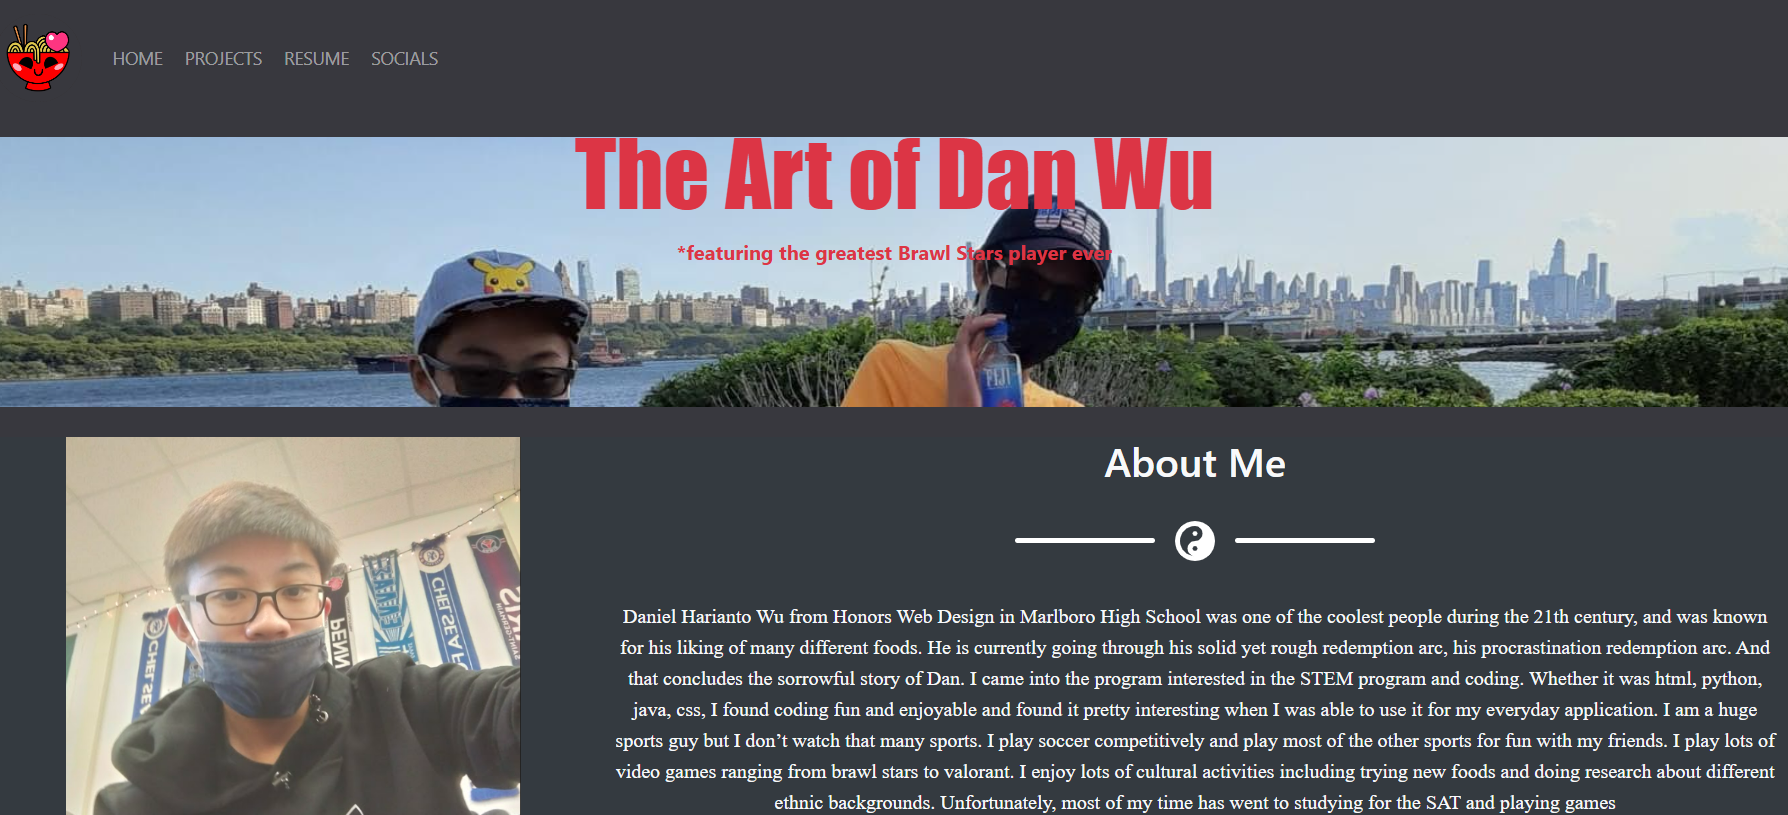 HOME PROJECTS RESUME SOCIALS
The Art of Dan Wu
*featuring the greatest Brawl Stars player ever
USA
FIJI
About Me
CHELSEA
PENN
CHELSEA F
PARIS
SAINT-GERMAIN
Daniel Harianto Wu from Honors Web Design in Marlboro High School was one of the coolest people during the 21th century, and was known
for his liking of many different foods. He is currently going through his solid yet rough redemption arc, his procrastination redemption arc. And
that concludes the sorrowful story of Dan. I came into the program interested in the STEM program and coding. Whether it was html, python,
java, css, I found coding fun and enjoyable and found it pretty interesting when I was able to use it for my everyday application. I am a huge
sports guy but I don’t watch that many sports. I play soccer competitively and play most of the other sports for fun with my friends. I play lots of
video games ranging from brawl stars to valorant. I enjoy lots of cultural activities including trying new foods and doing research about different
ethnic backgrounds. Unfortunately, most of my time has went to studying for the SAT and playing games